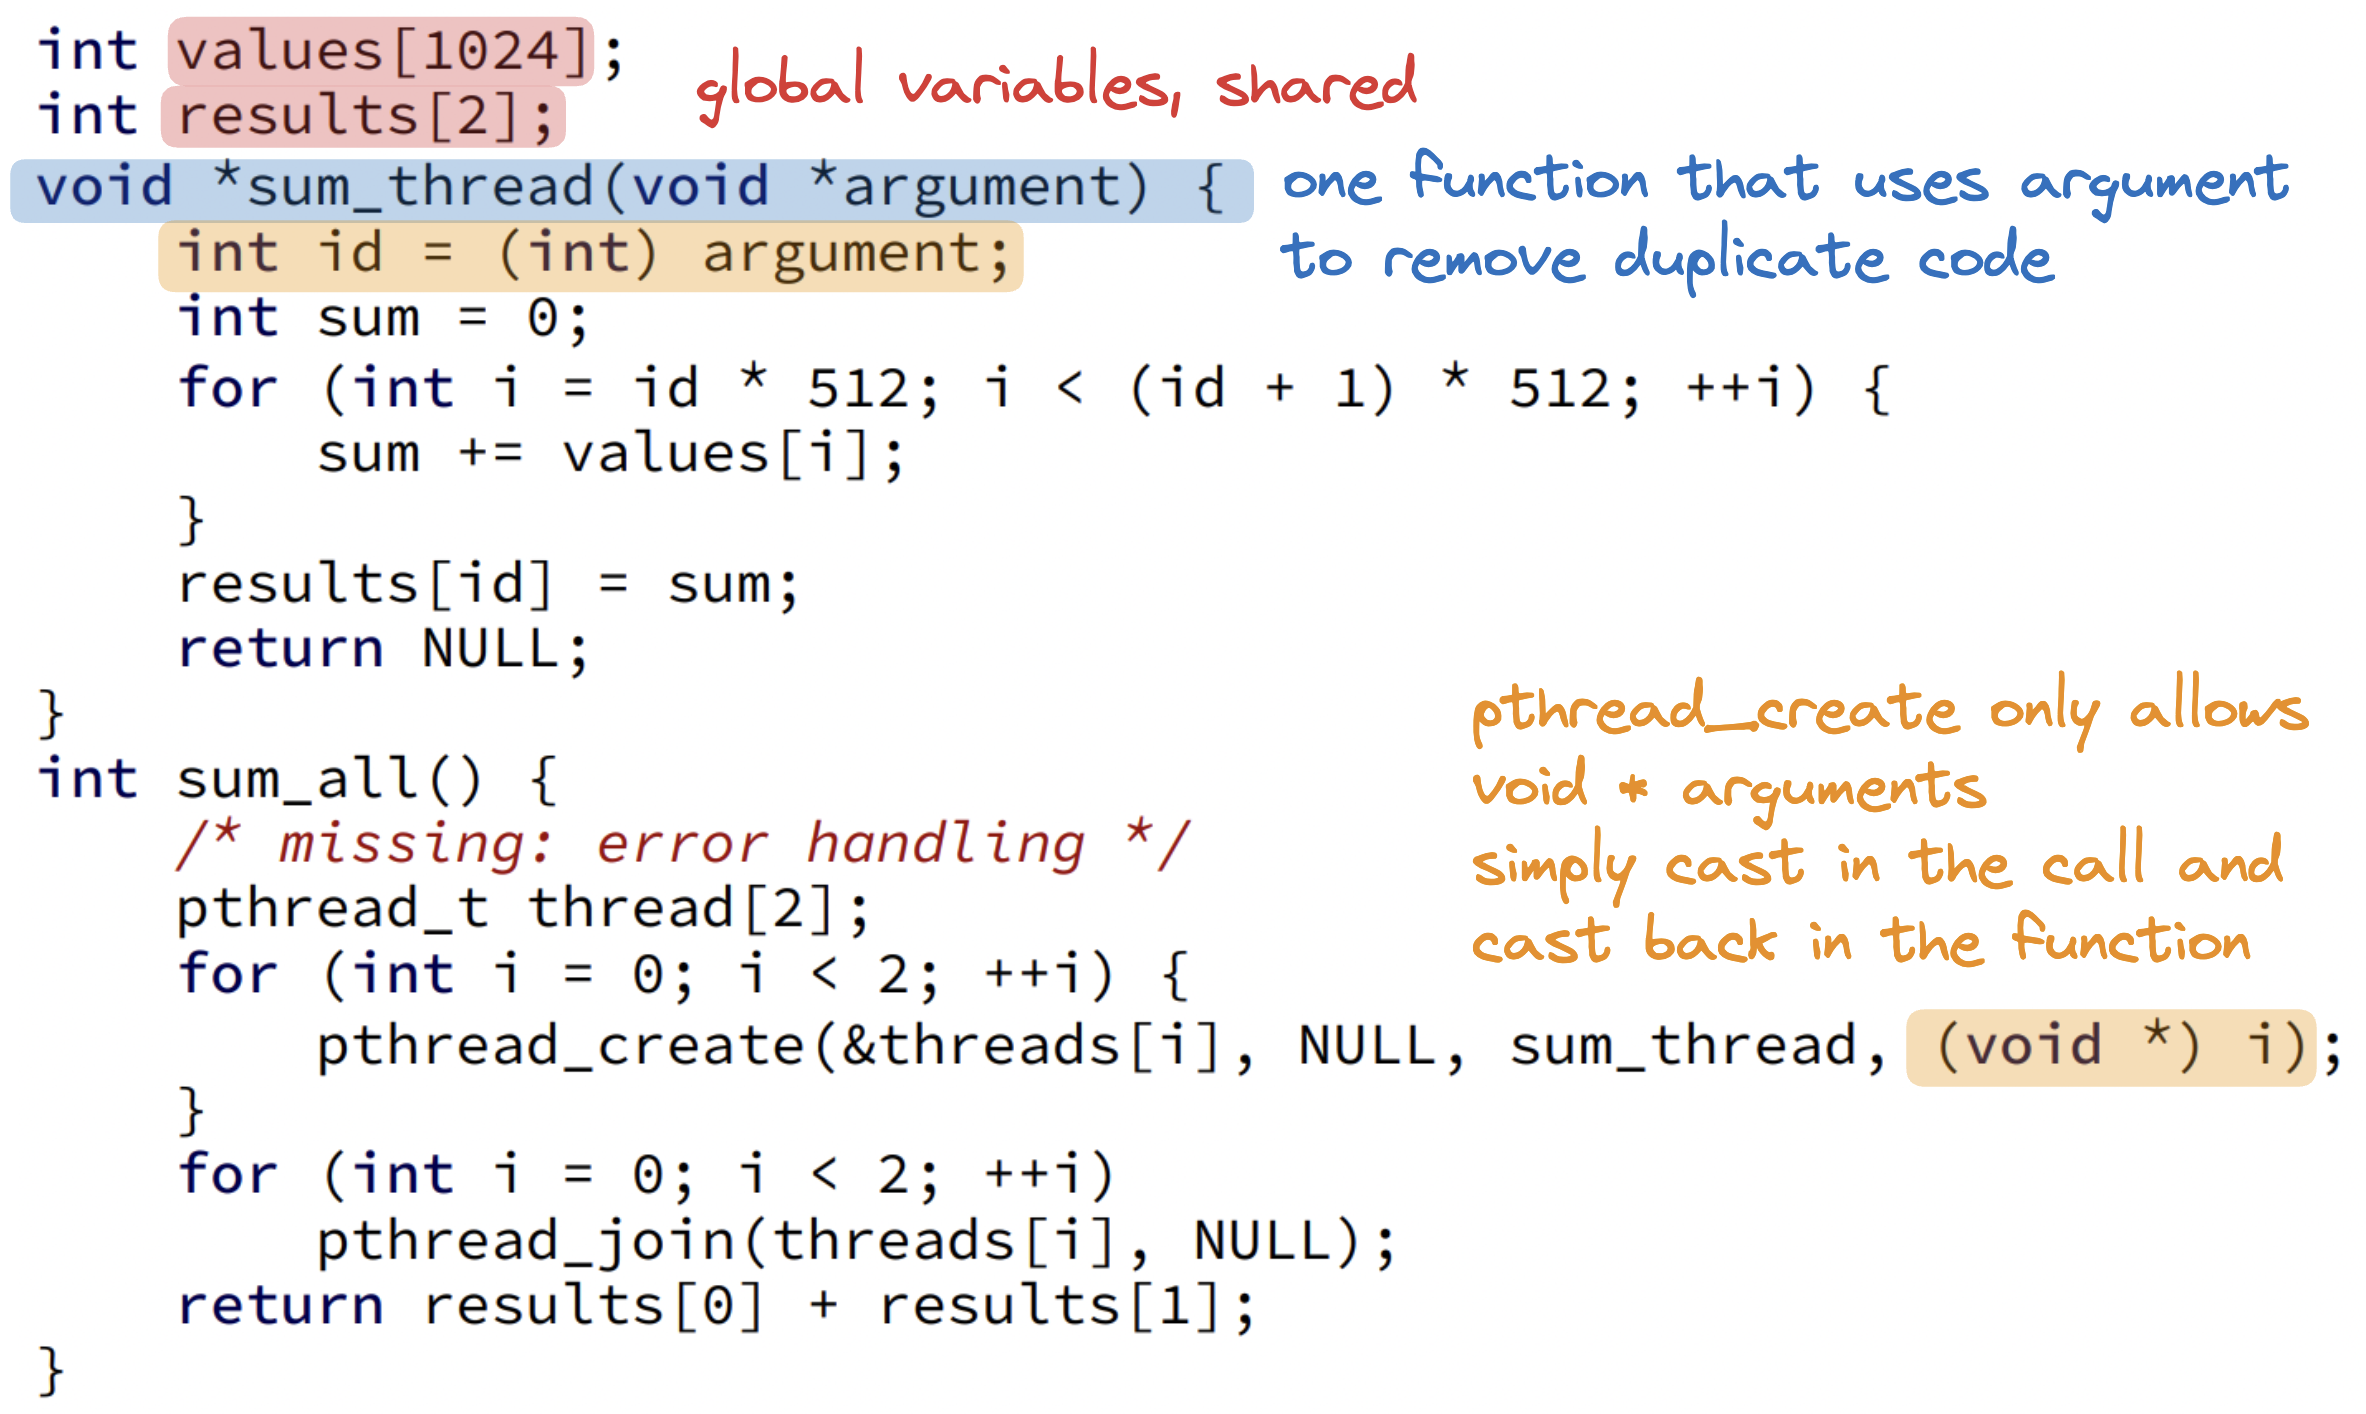 int values[1024];
int results[2];
global variables, shared
void *sum_thread(void *argument) {
one function that uses argument
to remove duplicate code
    int id = (int) argument;
    int sum = 0;
    for (int i = id * 512; i < (id + 1) * 512; ++i) {
        sum += values[i];
    }
    results[id] = sum;
    return NULL;
}
pthread_create only allows
void * arguments
simply cast in the call and
cast back in the function
int sum_all() {
    /* missing: error handling */
    pthread_t thread[2];
    for (int i = 0; i < 2; ++i) {
        pthread_create(&threads[i], NULL, sum_thread, (void *) i);
    }
    for (int i = 0; i < 2; ++i)
        pthread_join(threads[i], NULL);
    return results[0] + results[1];
}